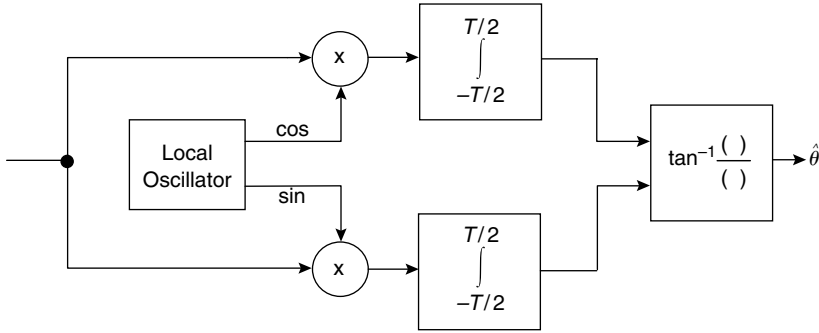 x
T/2
∫
–T/2
cos
Local
Oscillator
sin
tan–1 ( )
( )
θ̂
x
T/2
∫
–T/2